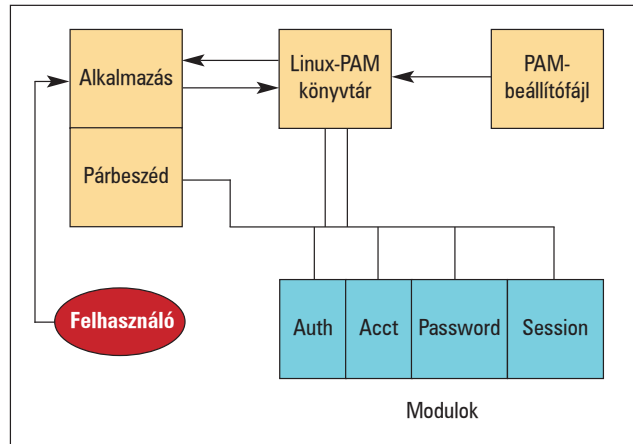 Alkalmazás
Linux-PAM
könyvtár
PAM-
beállítófájl
Párbeszéd
Felhasználó
Auth
Acct
Password
Session
Modulok